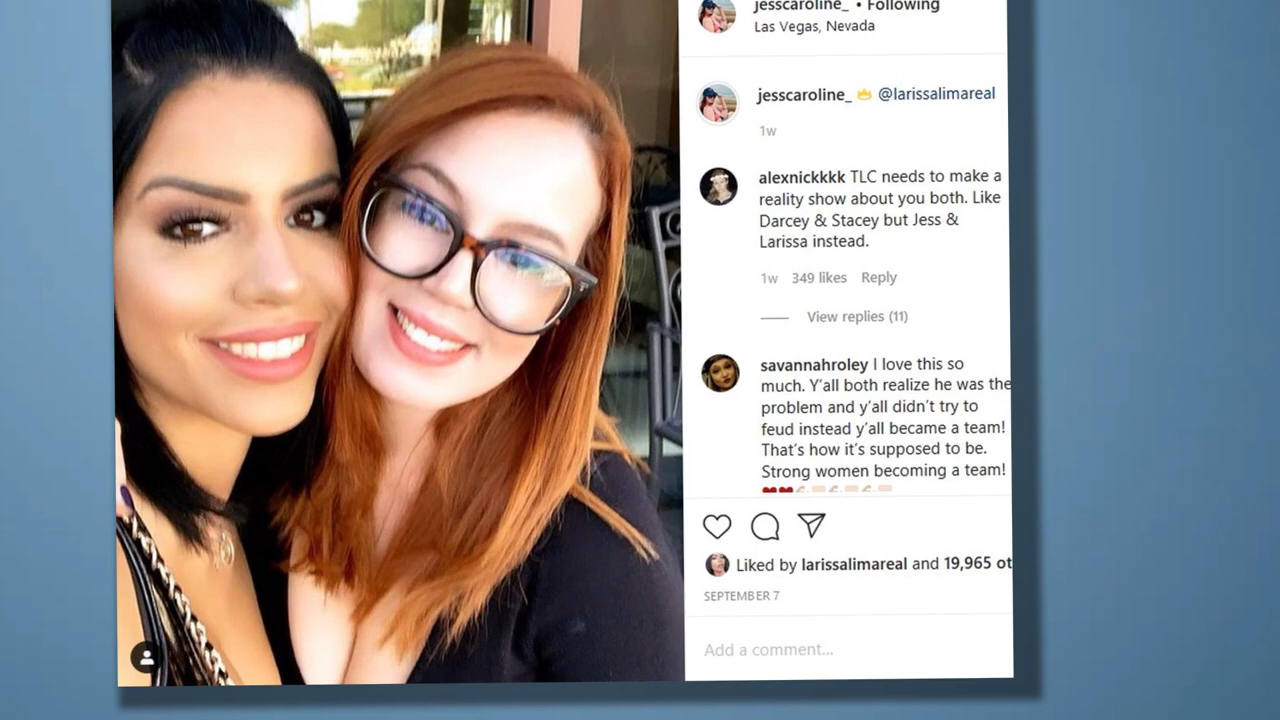 jesscaroline_ • Following
Las Vegas, Nevada
jesscaroline_ @larissalimareal
1w
alexnickkkk TLC needs to make a
reality show about you both. Like
Darcey & Stacey but Jess &
Larissa instead.
1w 349 likes Reply
View replies (11)
savannahroley I love this so
much. Y'all both realize he was the
problem and y'all didn't try to
feud instead y'all became a team!
That's how it's supposed to be.
Strong women becoming a team!
Liked by larissalimareal and 19,965 ot
SEPTEMBER 7
Add a comment...